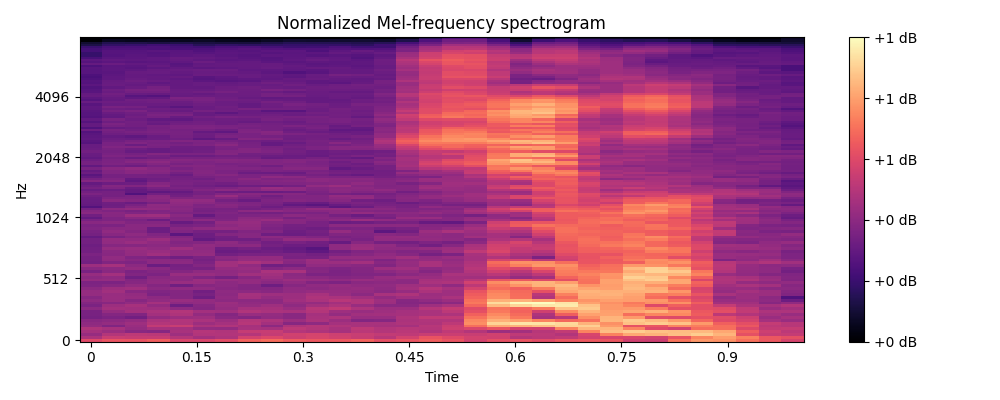 Normalized Mel-frequency spectrogram
Hz
4096
2048
1024
512
0
0 0.15 0.3 0.45 0.6 0.75 0.9
Time
+1 dB
+1 dB
+1 dB
+0 dB
+0 dB
+0 dB